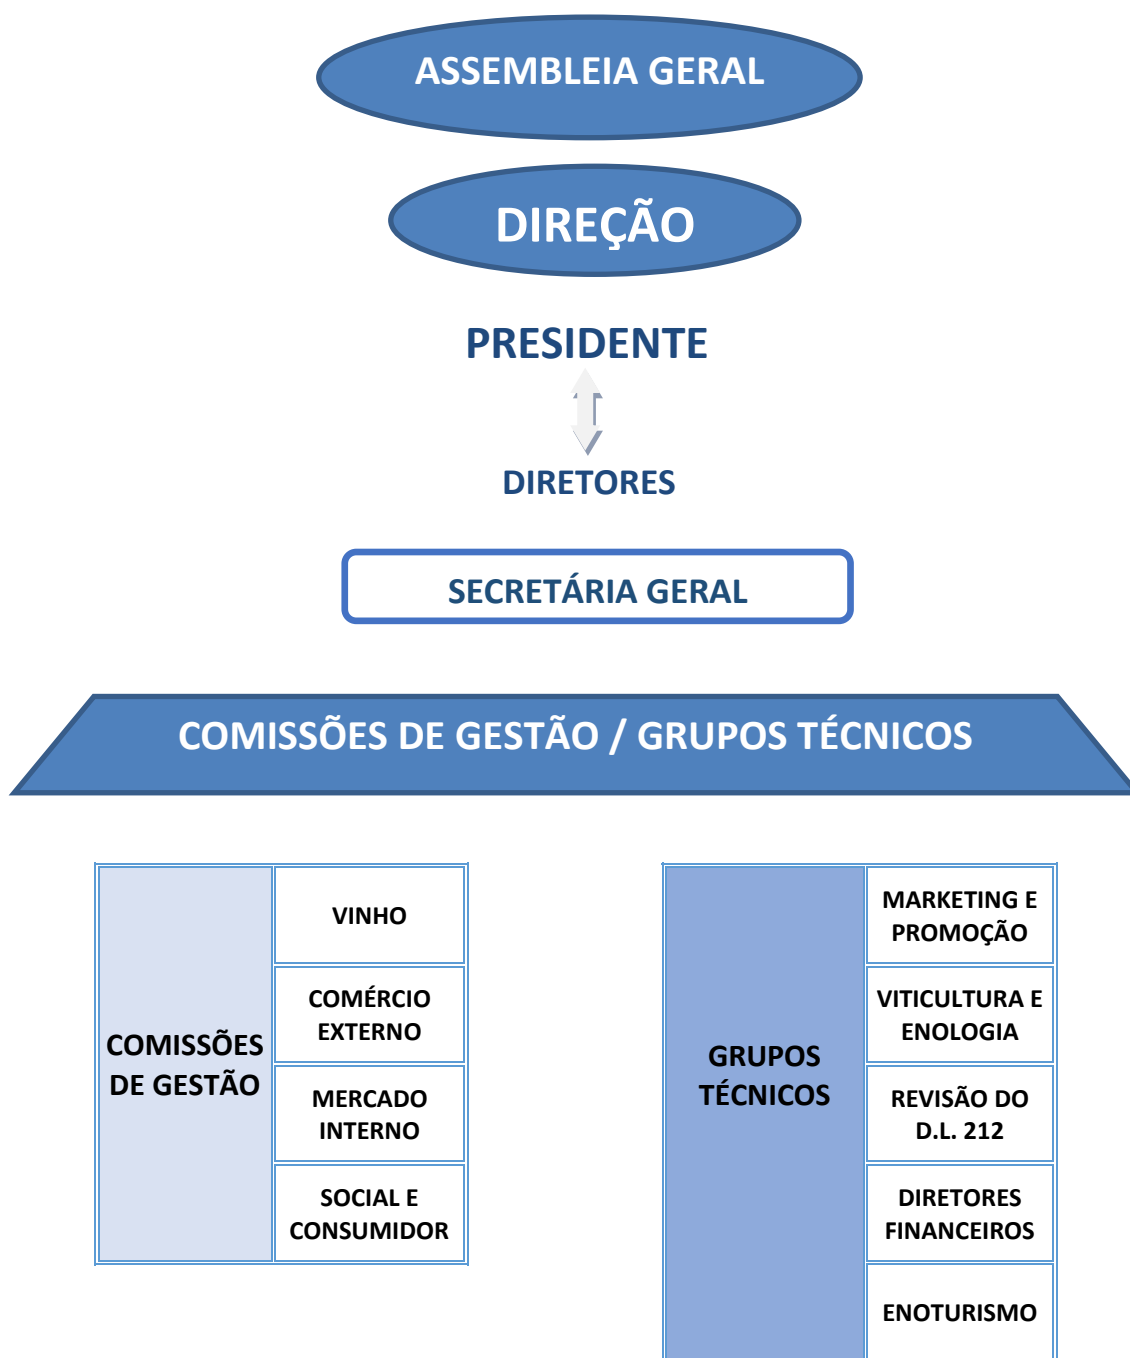 ASSEMBLEIA GERAL
DIREÇÃO
PRESIDENTE
DIRETORES
SECRETÁRIA GERAL
COMISSÕES DE GESTÃO / GRUPOS TÉCNICOS
COMISSÕES
DE GESTÃO
VINHO
COMÉRCIO
EXTERNO
MERCADO
INTERNO
SOCIAL E
CONSUMIDOR
GRUPOS
TÉCNICOS
MARKETING E
PROMOÇÃO
VITICULTURA E
ENOLOGIA
REVISÃO DO
D.L. 212
DIRETORES
FINANCEIROS
ENOTURISMO